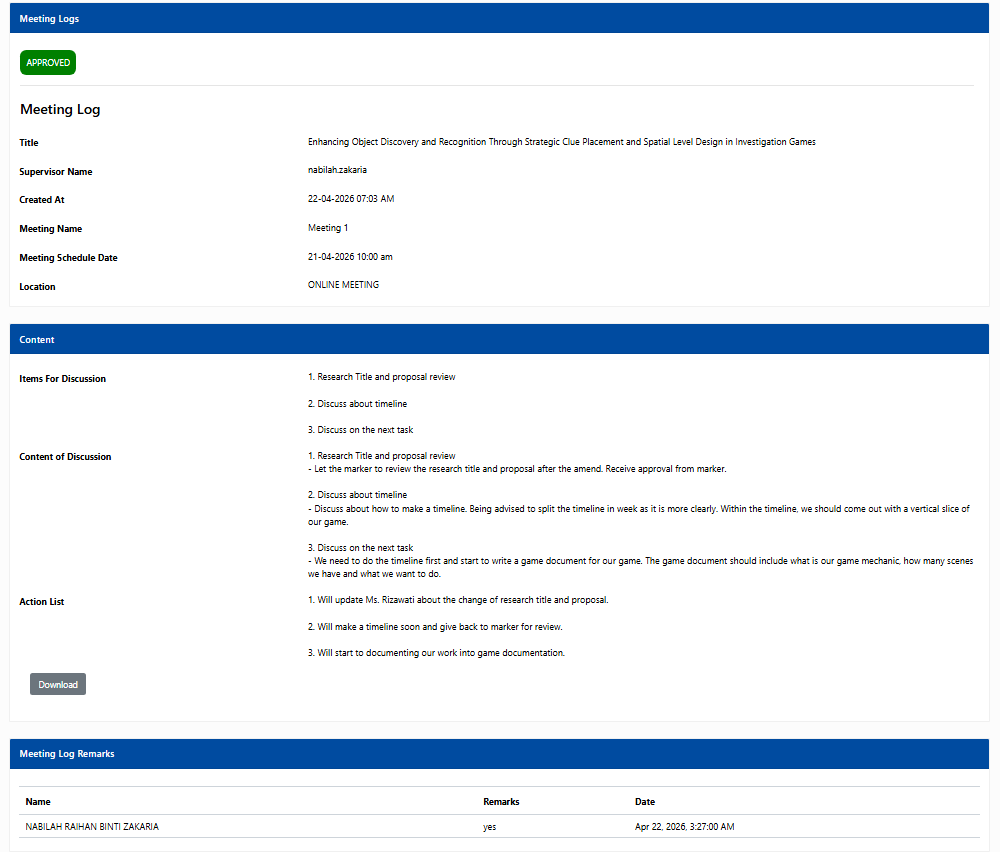 Meeting Logs
APPROVED
Meeting Log
Title
Enhancing Object Discovery and Recognition Through Strategic Clue Placement and Spatial Level Design in Investigation Games
Supervisor Name
nabilah.zakaria
Created At
22-04-2026 07:03 AM
Meeting Name
Meeting 1
Meeting Schedule Date
21-04-2026 10:00 am
Location
ONLINE MEETING
Content
Items For Discussion
1. Research Title and proposal review
2. Discuss about timeline
3. Discuss on the next task
Content of Discussion
1. Research Title and proposal review
- Let the marker to review the research title and proposal after the amend. Receive approval from marker.
2. Discuss about timeline
- Discuss about how to make a timeline. Being advised to split the timeline in week as it is more clearly. Within the timeline, we should come out with a vertical slice of
our game.
3. Discuss on the next task
- We need to do the timeline first and start to write a game document for our game. The game document should include what is our game mechanic, how many scenes
we have and what we want to do.
Action List
1. Will update Ms. Rizawati about the change of research title and proposal.
2. Will make a timeline soon and give back to marker for review.
3. Will start to documenting our work into game documentation.
Download
Meeting Log Remarks
Name
Remarks
Date
NABILAH RAIHAN BINTI ZAKARIA
yes
Apr 22, 2026, 3:27:00 AM